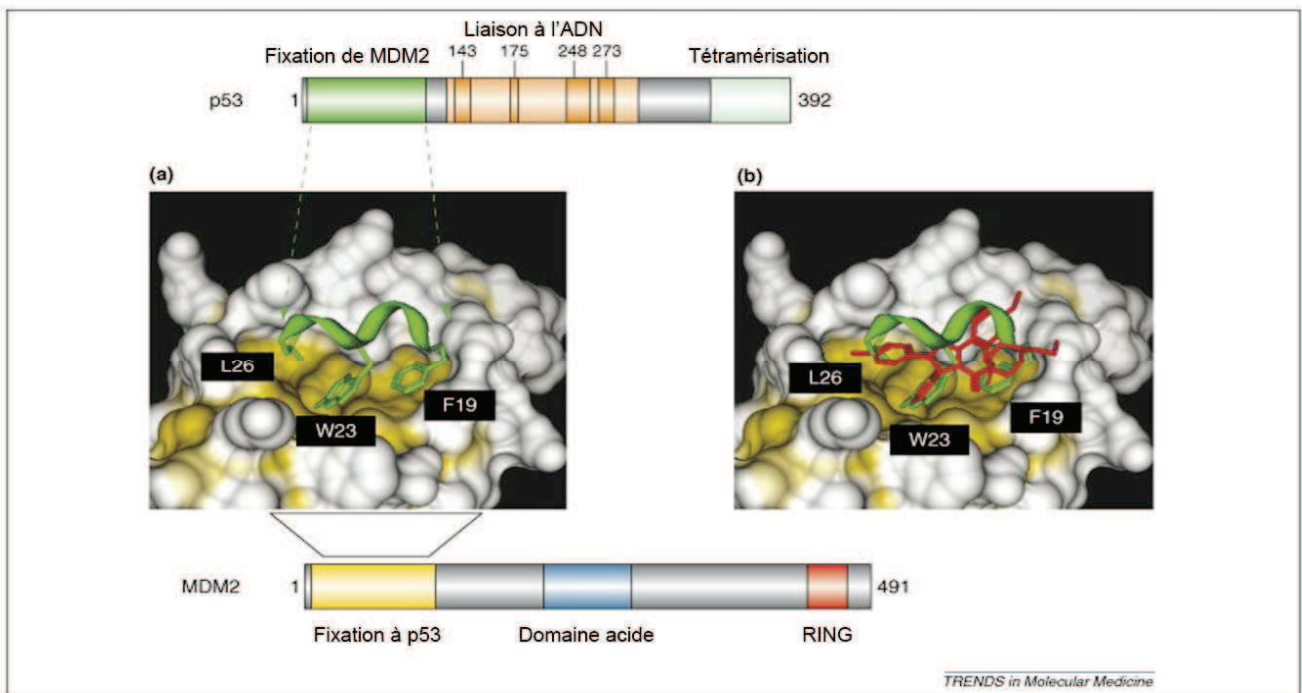 Liaison à l'ADN
143 175 248 273
Fixation de MDM2
Tétramérisation
p53 1 392
(a)
(b)
L26
W23
F19
L26
W23
F19
MDM2 1 491
Fixation à p53 Domaine acide RING
TRENDS in Molecular Medicine